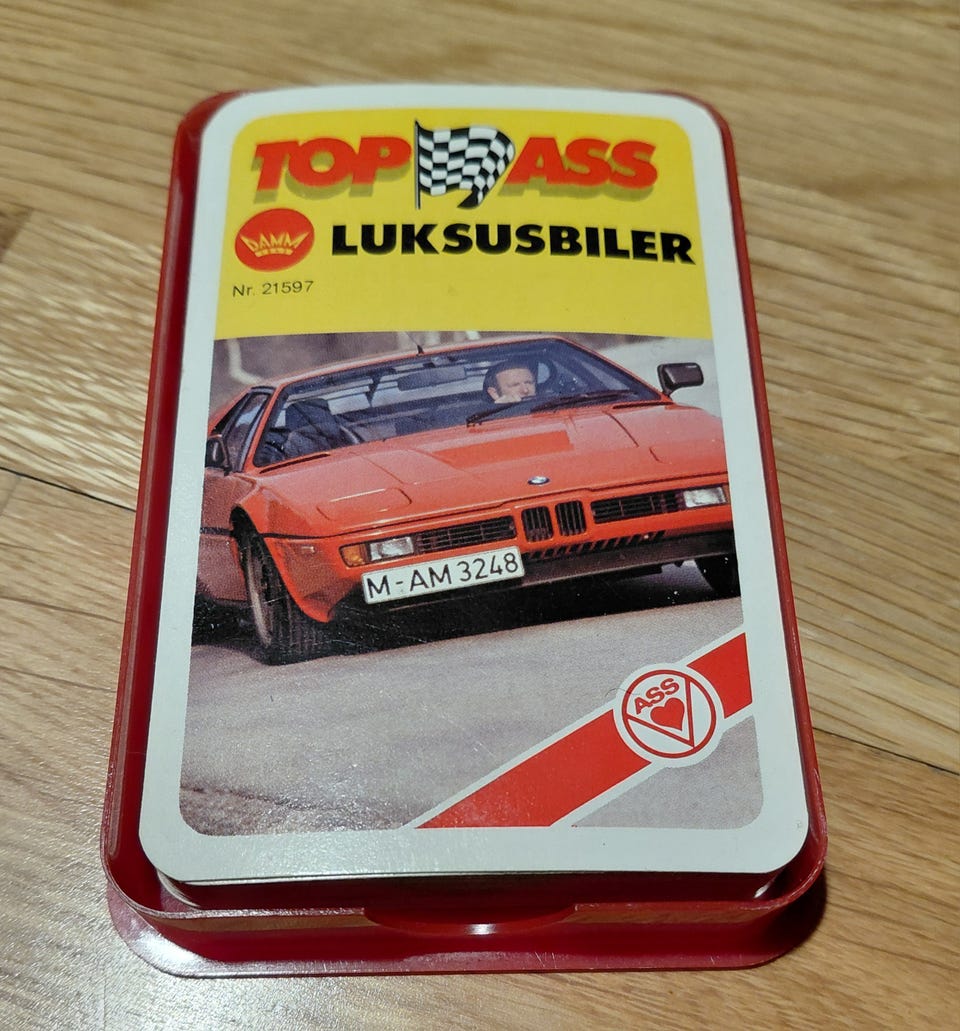 TOP ASS
DAMM
LUKSUSBILER
Nr. 21597
M-AM 3248
ASS